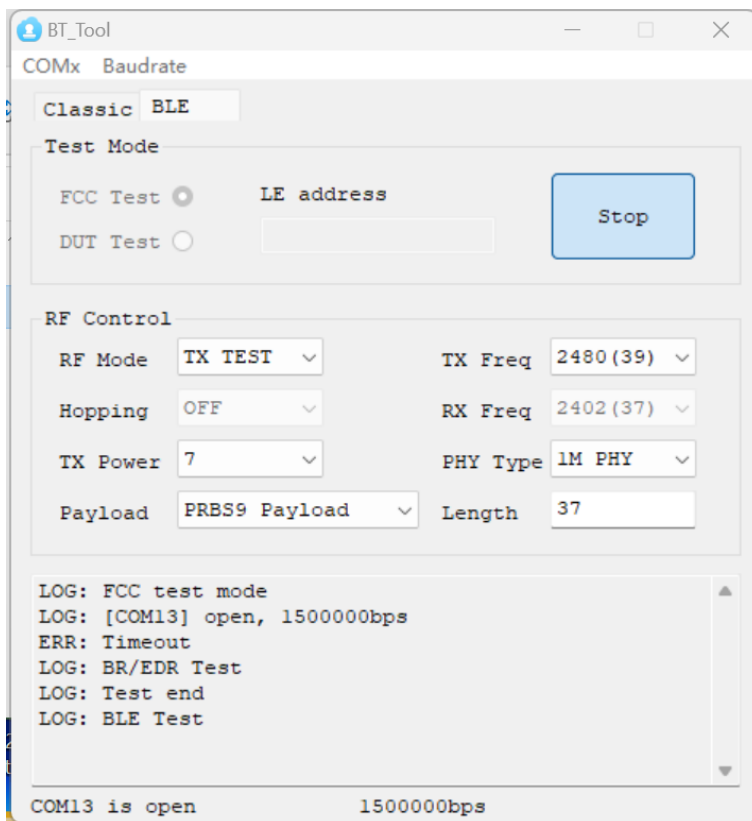 BT_Tool
COMx Baudrate
Classic BLE
Test Mode
FCC Test LE address
DUT Test
Stop
RF Control
RF Mode TX TEST TX Freq 2480(39)
Hopping OFF RX Freq 2402(37)
TX Power 7 PHY Type 1M PHY
Payload PRBS9 Payload Length 37
LOG: FCC test mode
LOG: [COM13] open, 1500000bps
ERR: Timeout
LOG: BR/EDR Test
LOG: Test end
LOG: BLE Test
COM13 is open 1500000bps